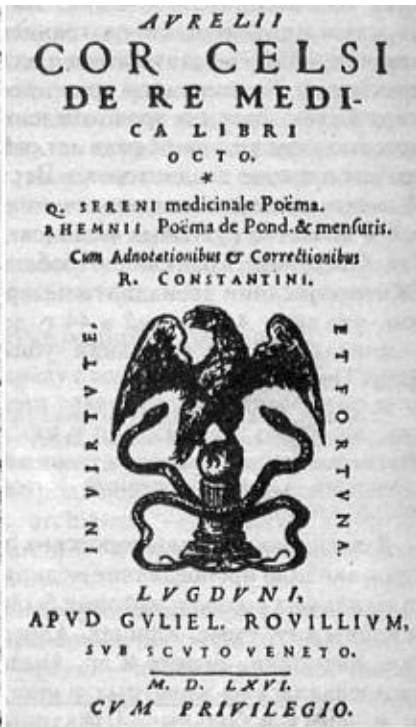 AVRELII
COR CELSI
DE RE MEDI-
CA LIBRI
OCTO.
*
Q. SERENI medicinale Poëma.
RHEMNII Poëma de Pond. & mensuris.
Cum Adnotationibus & Correctionibus
R. CONSTANTINI.
IN VIRTVTE,
ET FORTVNA
LVGDVNI,
APVD GVLIEL. ROVILLIVM,
SVB SCVTO VENETO.
M. D. LXVI.
CVM PRIVILEGIO.